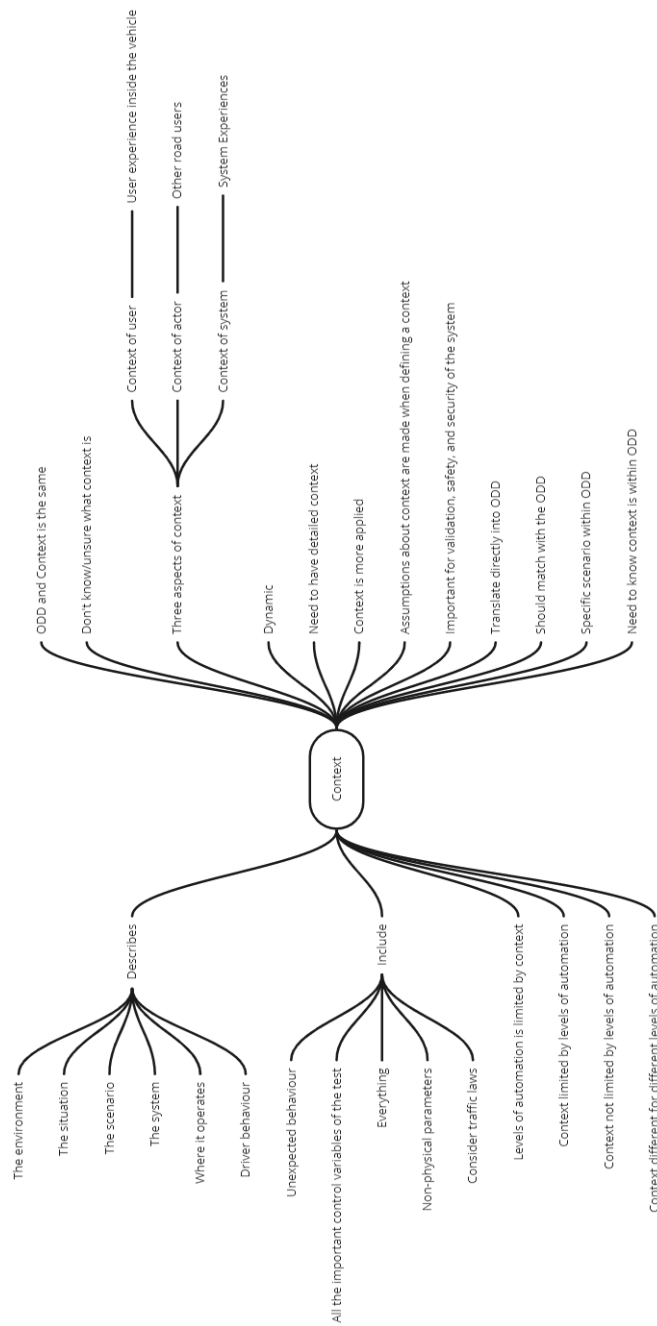 Context
Describes
The environment
The situation
The scenario
The system
Where it operates
Driver behaviour
Include
Unexpected behaviour
All the important control variables of the test
Everything
Non-physical parameters
Consider traffic laws
Levels of automation is limited by context
Context limited by levels of automation
Context not limited by levels of automation
Context different for different levels of automation
ODD and Context is the same
Don't know/unsure what context is
Three aspects of context
Context of user
User experience inside the vehicle
Context of actor
Other road users
Context of system
System Experiences
Dynamic
Need to have detailed context
Context is more applied
Assumptions about context are made when defining a context
Important for validation, safety, and security of the system
Translate directly into ODD
Should match with the ODD
Specific scenario within ODD
Need to know context is within ODD